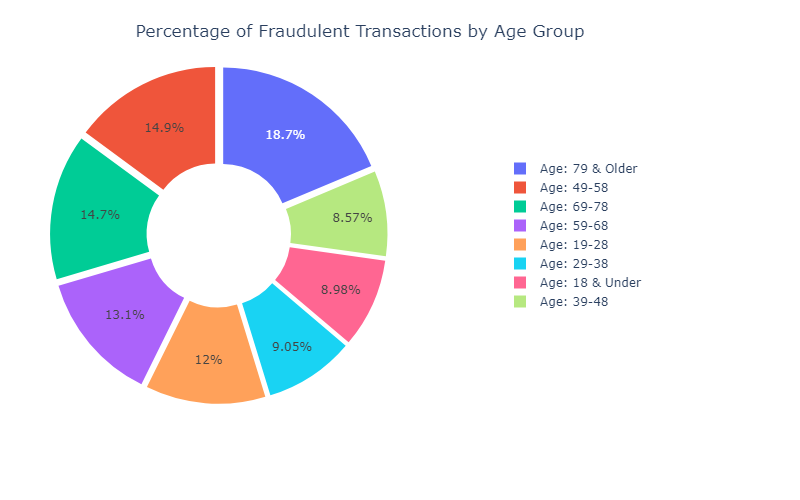 Percentage of Fraudulent Transactions by Age Group
14.9%
18.7%
14.7%
8.57%
13.1%
8.98%
12%
9.05%
Age: 79 & Older
Age: 49-58
Age: 69-78
Age: 59-68
Age: 19-28
Age: 29-38
Age: 18 & Under
Age: 39-48